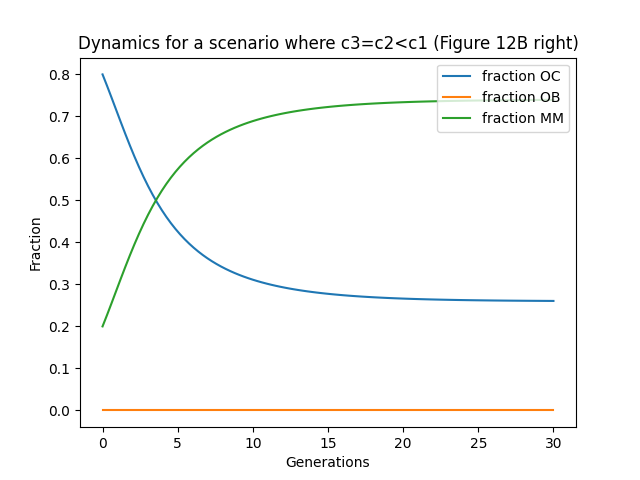 Dynamics for a scenario where c3=c2<c1 (Figure 12B right)
fraction OC
fraction OB
fraction MM
Fraction
0.8
0.7
0.6
0.5
0.4
0.3
0.2
0.1
0.0
0 5 10 15 20 25 30
Generations